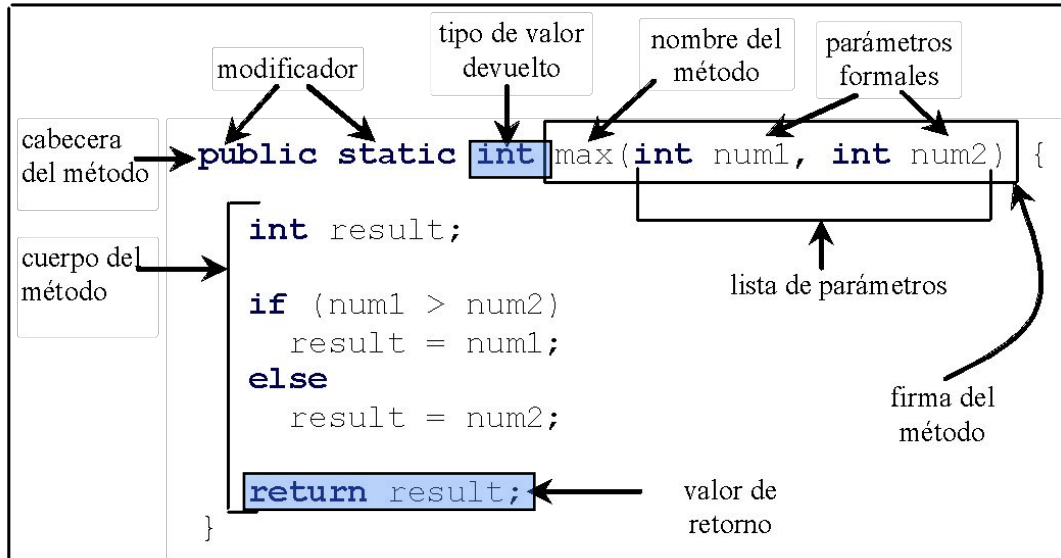 tipo de valor
devuelto
nombre del
método
parámetros
formales
modificador
cabecera
del método
public static int max(int num1, int num2) {
cuerpo del
método
int result;
if (num1 > num2)
result = num1;
else
result = num2;
return result;
}
lista de parámetros
firma del
método
valor de
retorno